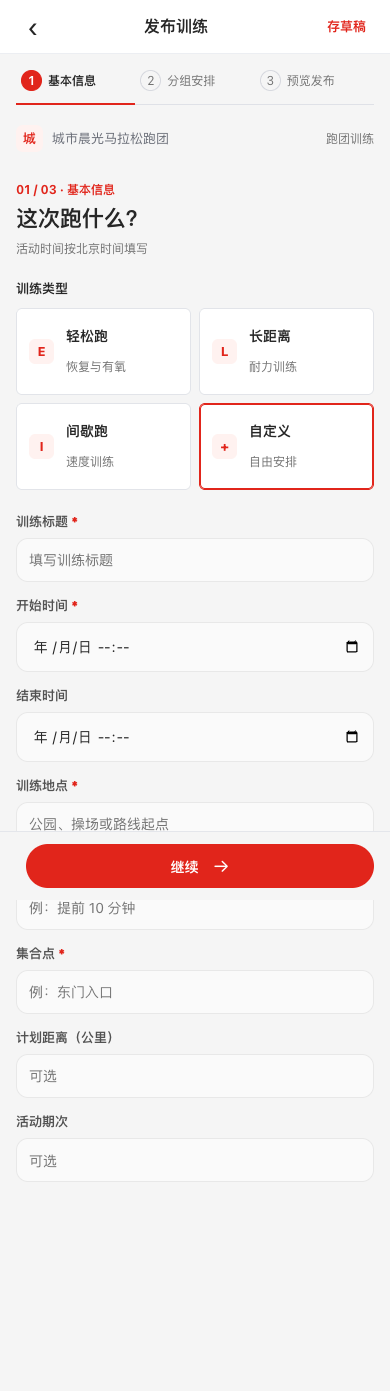 ‹ 发布训练 存草稿
1 基本信息 2 分组安排 3 预览发布
城 城市晨光马拉松跑团 跑团训练
01 / 03 · 基本信息
这次跑什么?
活动时间按北京时间填写
训练类型
E 轻松跑
恢复与有氧
L 长距离
耐力训练
I 间歇跑
速度训练
+ 自定义
自由安排
训练标题 *
填写训练标题
开始时间 *
年 /月/日 --:--
结束时间
年 /月/日 --:--
训练地点 *
公园、操场或路线起点
继续 →
例：提前 10 分钟
集合点 *
例：东门入口
计划距离（公里）
可选
活动期次
可选